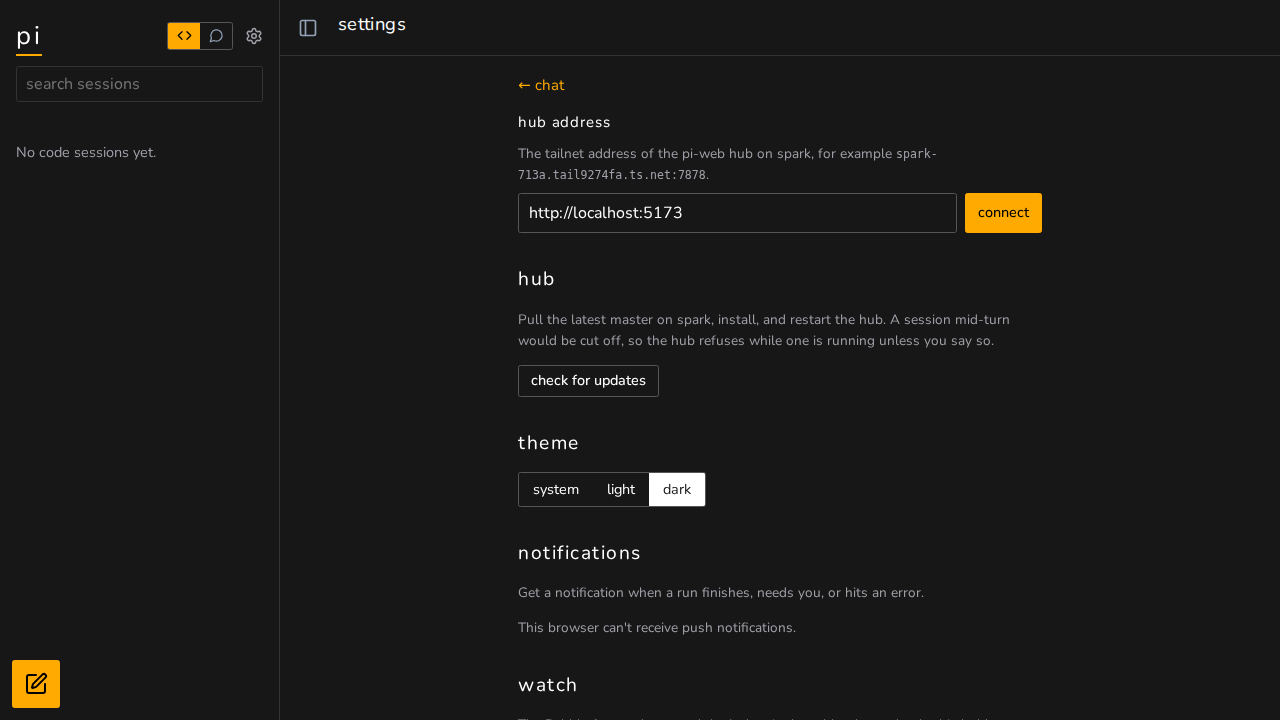 pi
search sessions
No code sessions yet.
settings
← chat
hub address
The tailnet address of the pi-web hub on spark, for example spark-
713a.tail9274fa.ts.net:7878.
http://localhost:5173
connect
hub
Pull the latest master on spark, install, and restart the hub. A session mid-turn
would be cut off, so the hub refuses while one is running unless you say so.
check for updates
theme
system light dark
notifications
Get a notification when a run finishes, needs you, or hits an error.
This browser can't receive push notifications.
watch